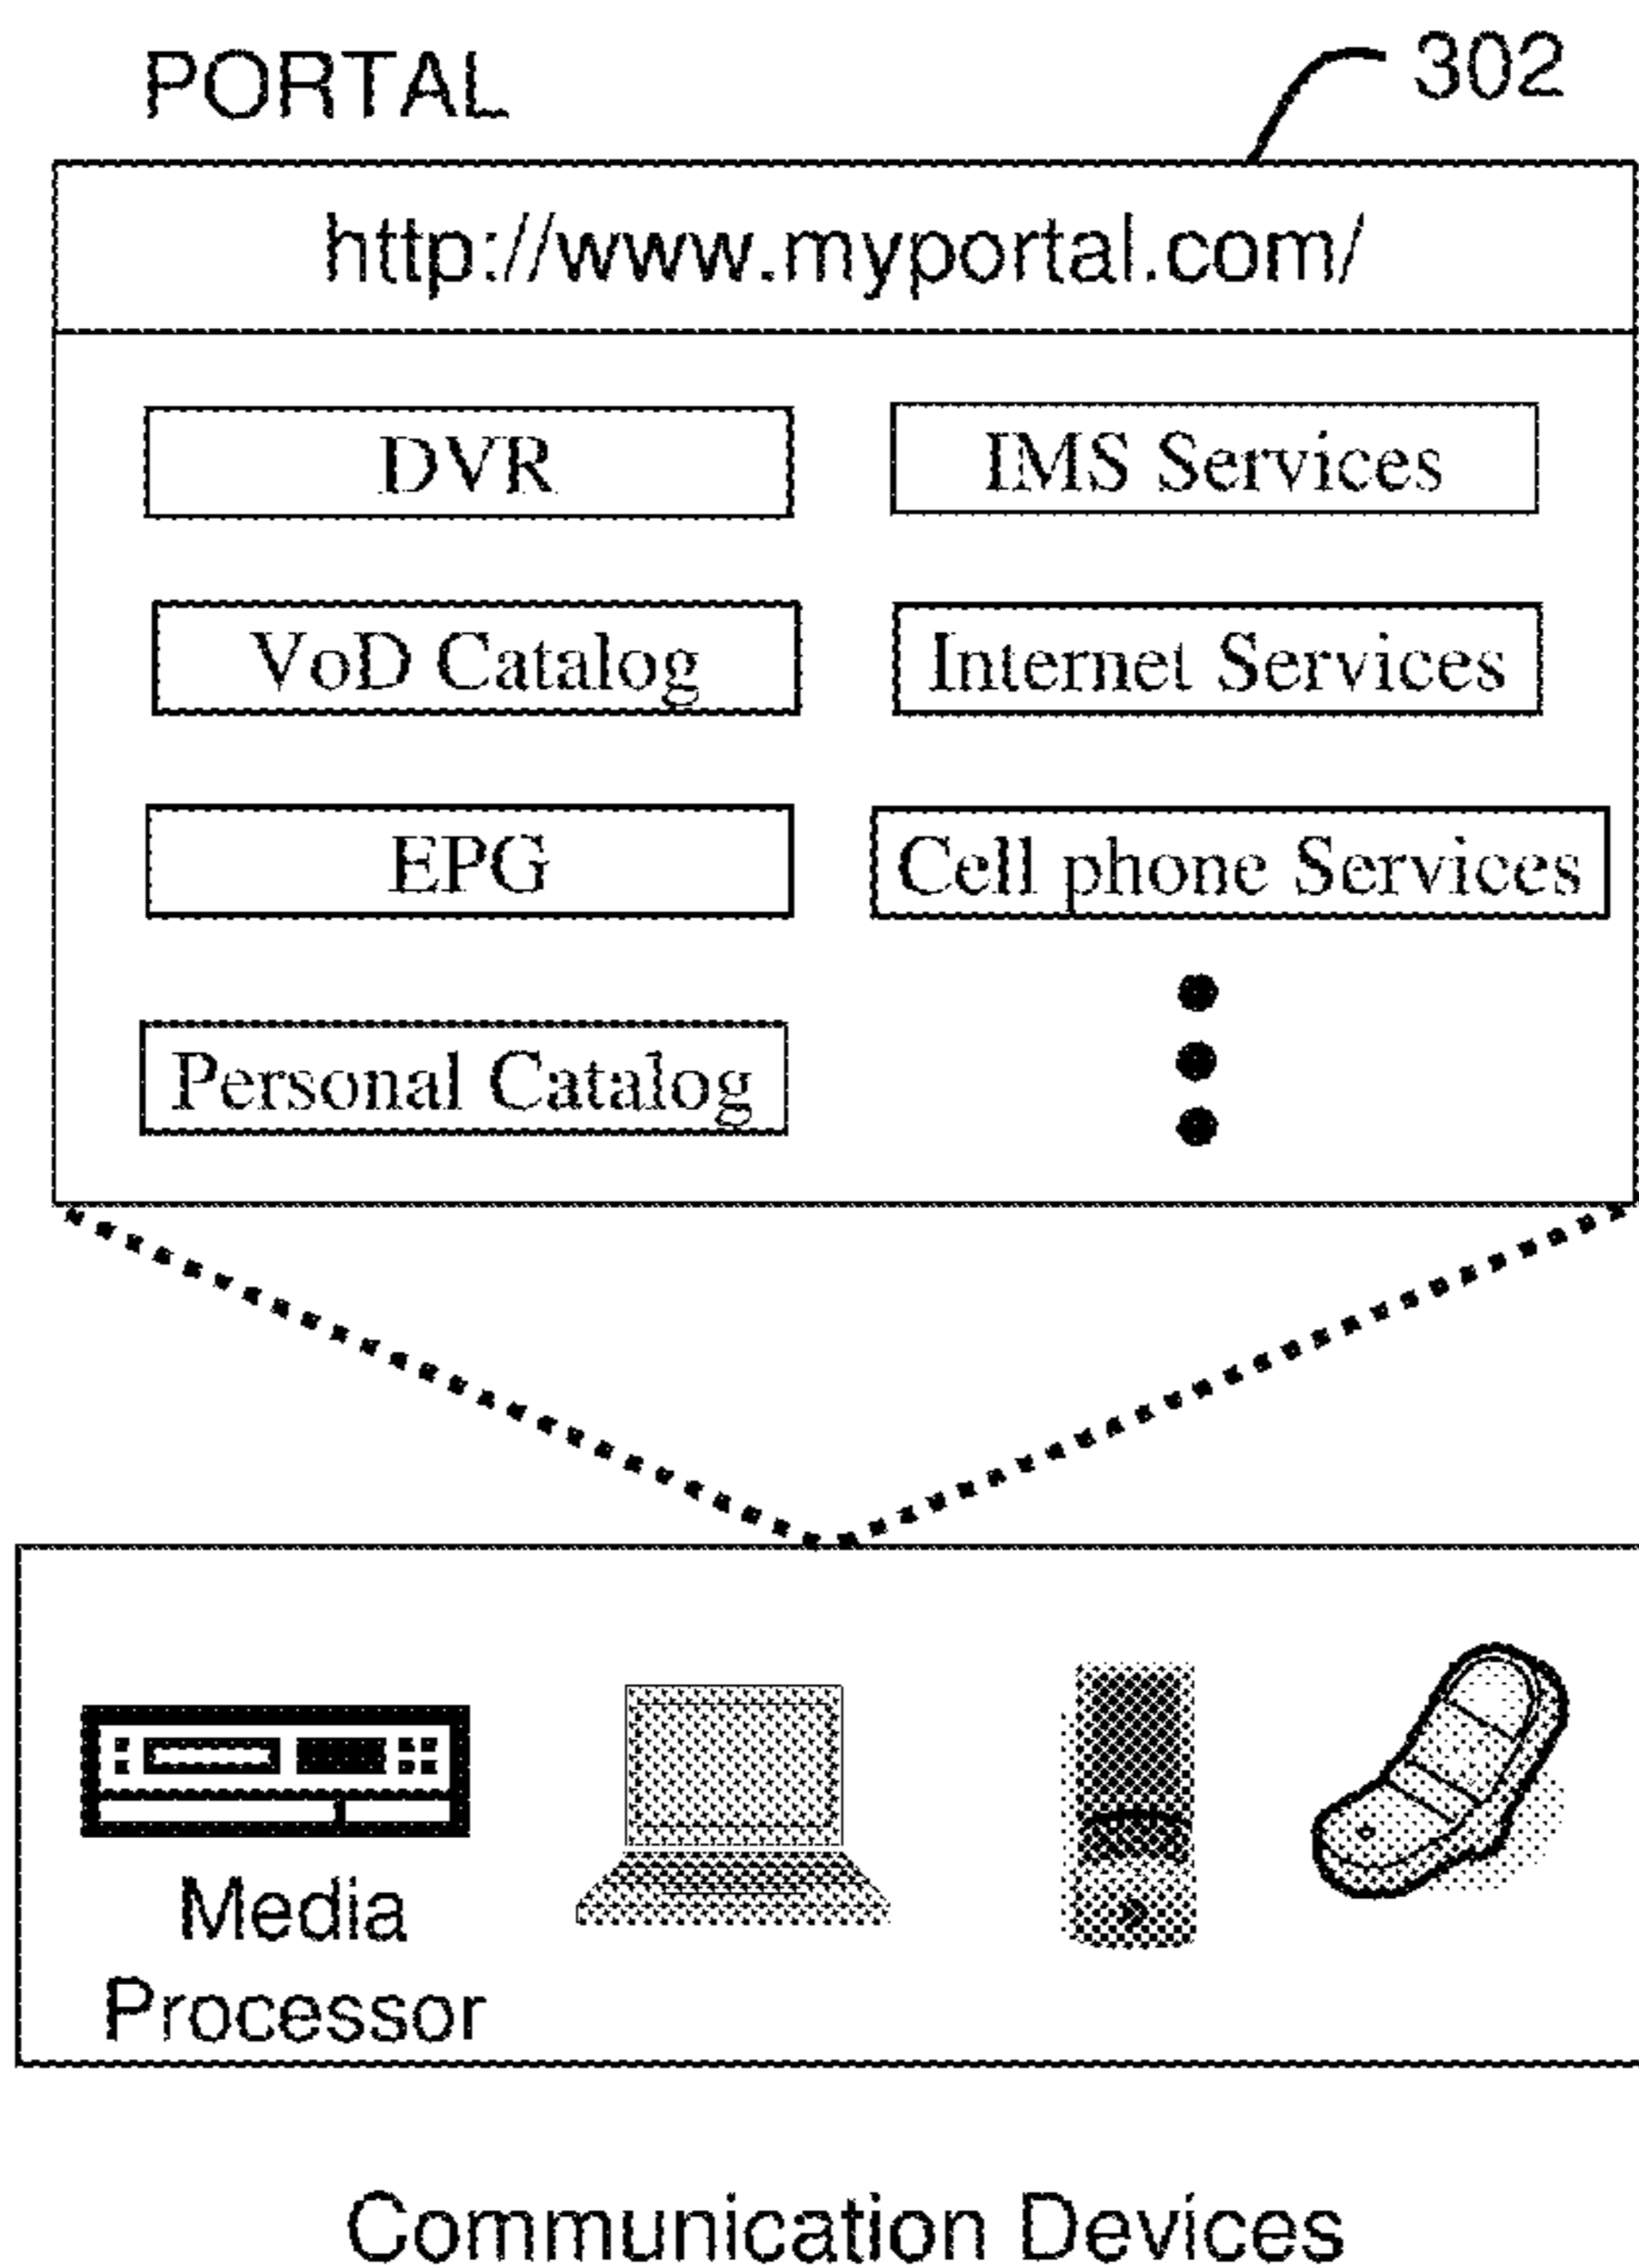 PORTAL
302
http://www.myportal.com/
DVR
IMS Services
VoD Catalog
Internet Services
EPG
Cell phone Services
Personal Catalog
Media
Processor
Communication Devices